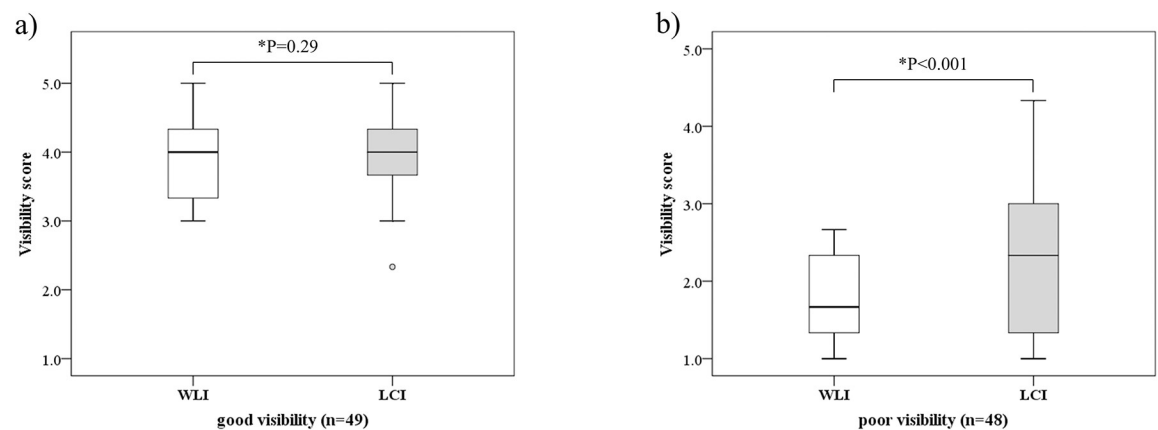 a)
*P=0.29
Visibility score
5.0
4.0
3.0
2.0
1.0
WLI LCI
good visibility (n=49)
b)
*P<0.001
Visibility score
5.0
4.0
3.0
2.0
1.0
WLI LCI
poor visibility (n=48)